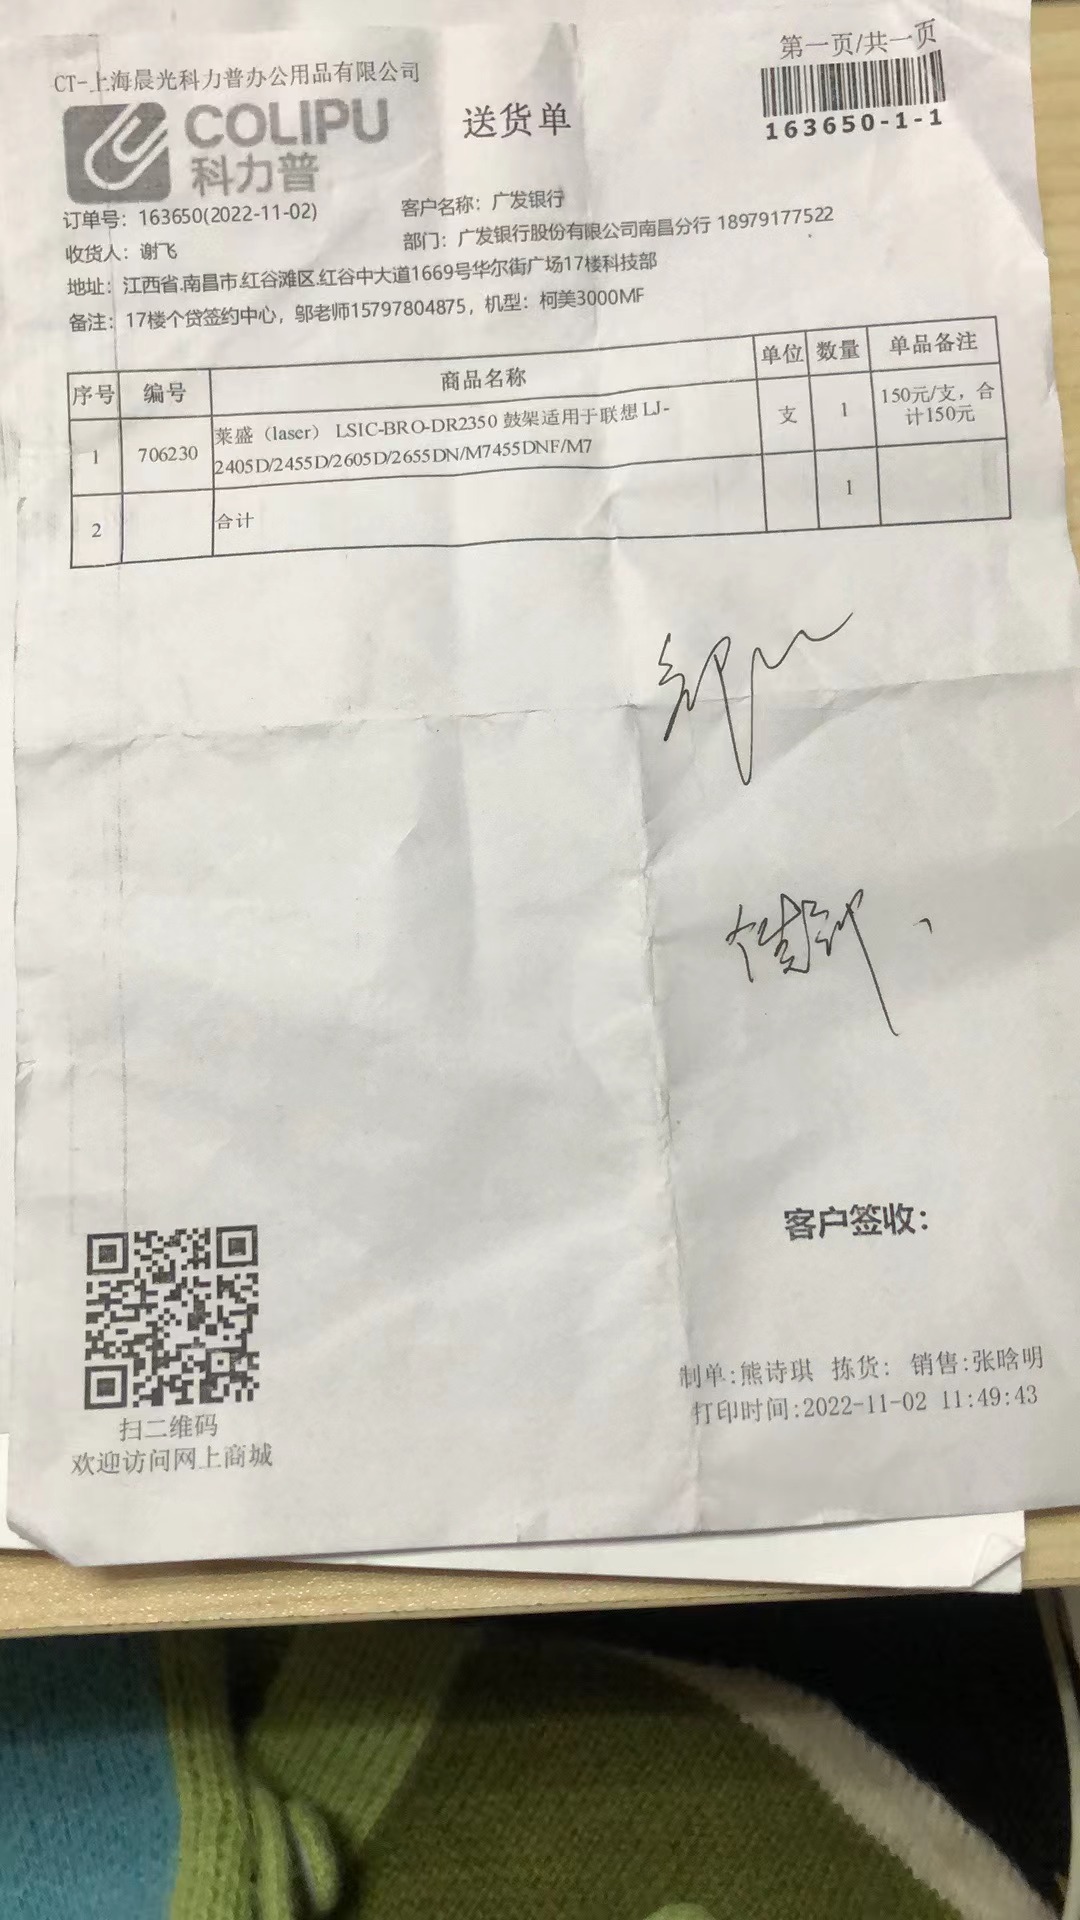 第一页/共一页
CT-上海晨光科力普办公用品有限公司
COLIPU
科力普
送货单
163650-1-1
订单号：163650(2022-11-02)
客户名称：广发银行
收货人：谢飞
部门：广发银行股份有限公司南昌分行 18979177522
地址：江西省.南昌市.红谷滩区.红谷中大道1669号华尔街广场17楼科技部
备注：17楼个贷签约中心，邬老师15797804875，机型：柯美3000MF
序号 编号 商品名称 单位 数量 单品备注
1 706230 莱盛（laser） LSIC-BRO-DR2350 鼓架适用于联想 LJ-
2405D/2455D/2605D/2655DN/M7455DNF/M7 支 1 150元/支，合
计150元
2 合计 1
客户签收：
制单:熊诗琪 拣货: 销售:张晗明
打印时间:2022-11-02 11:49:43
扫二维码
欢迎访问网上商城